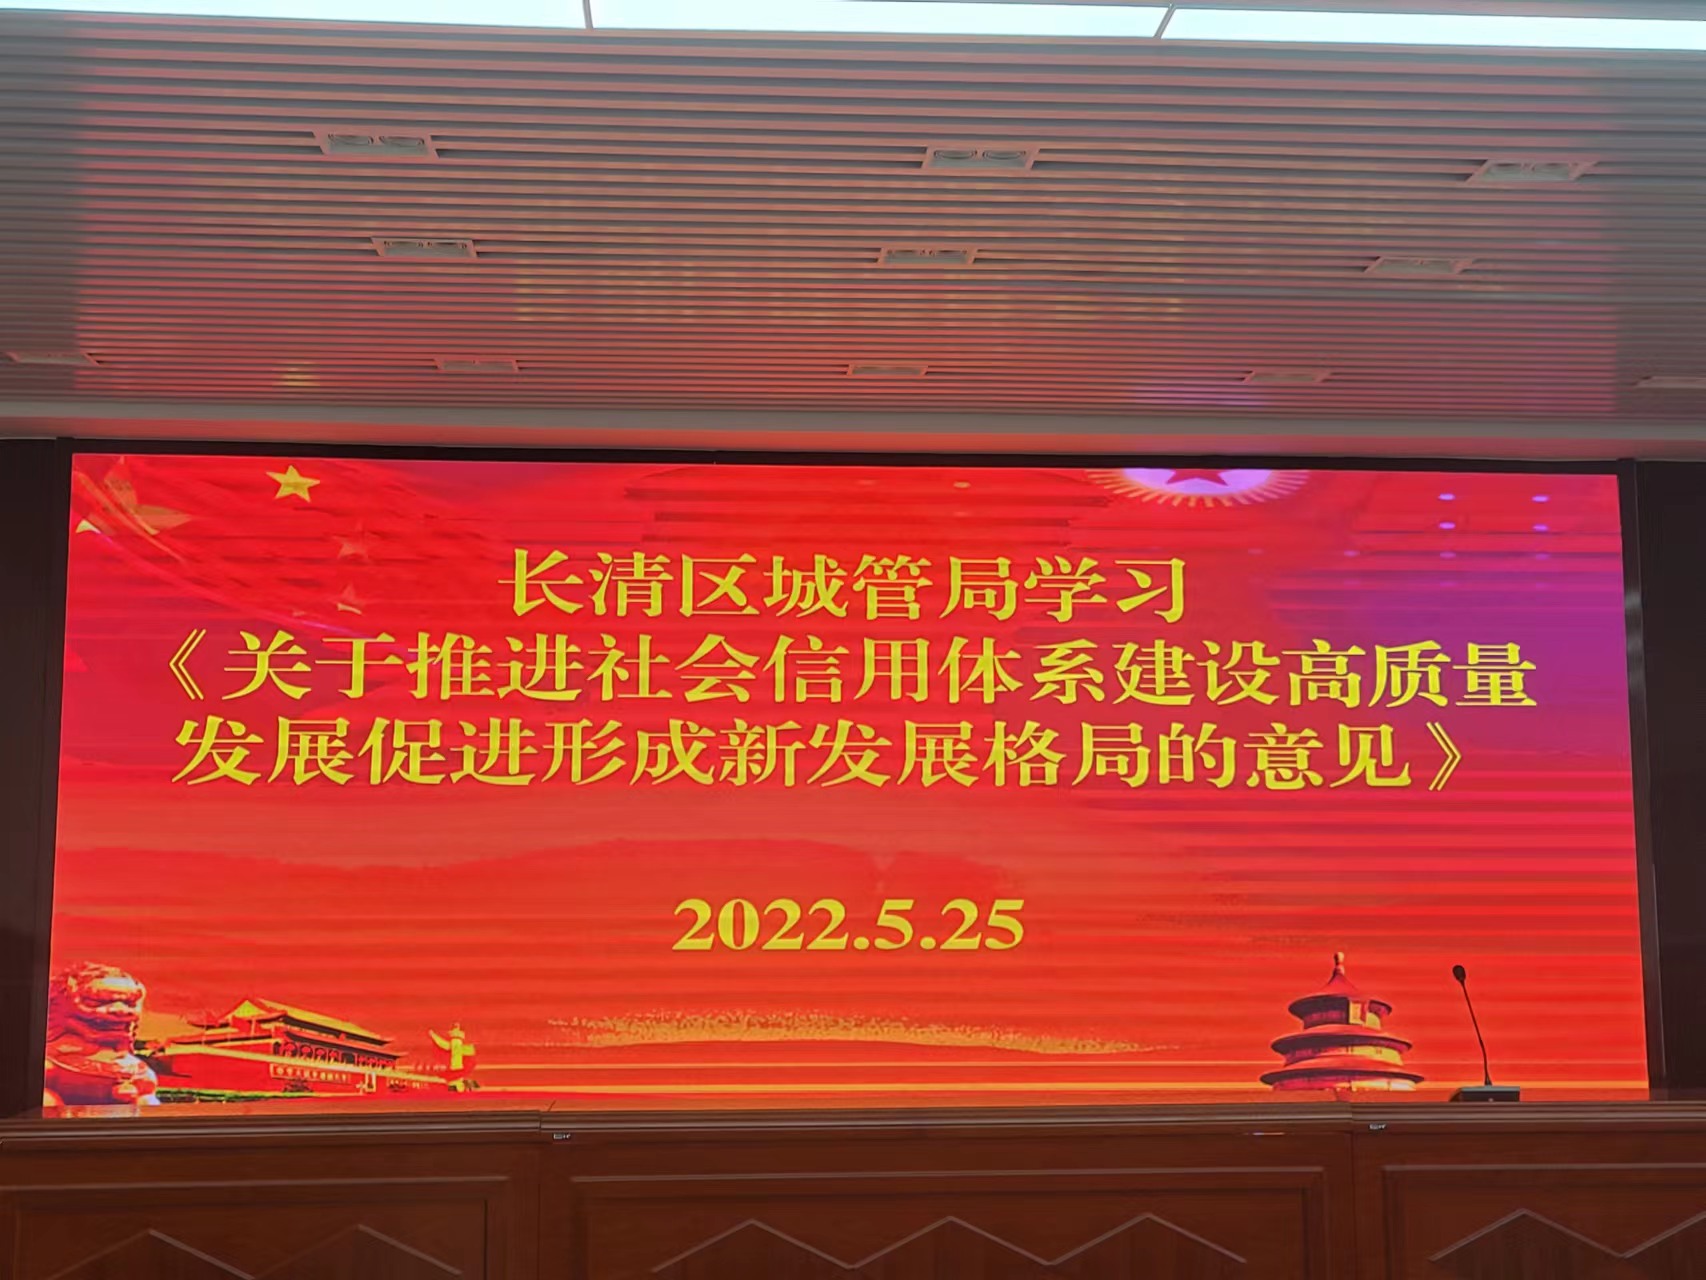 长清区城管局学习
《关于推进社会信用体系建设高质量
发展促进形成新发展格局的意见》
2022.5.25